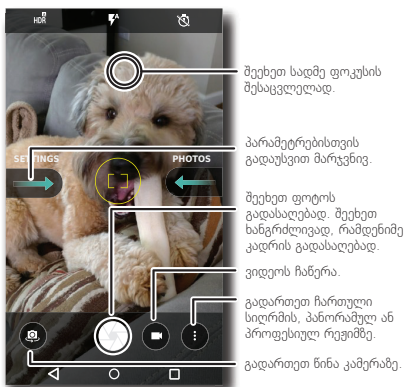 HDR
A
შეეხეთ სადმე ფოკუსის
შესაცვლელად.
SETTINGS
PHOTOS
პარამეტრებისთვის
გადაუსვით მარჯვნივ.
შეეხეთ ფოტოს
გადასაღებად. შეეხეთ
ხანგრძლივად, რამდენიმე
კადრის გადასაღებად.
ვიდეოს ჩაწერა.
გადართეთ ჩართული
სიღრმის, პანორამულ ან
პროფესიულ რეჟიმზე.
გადართეთ წინა კამერაზე.